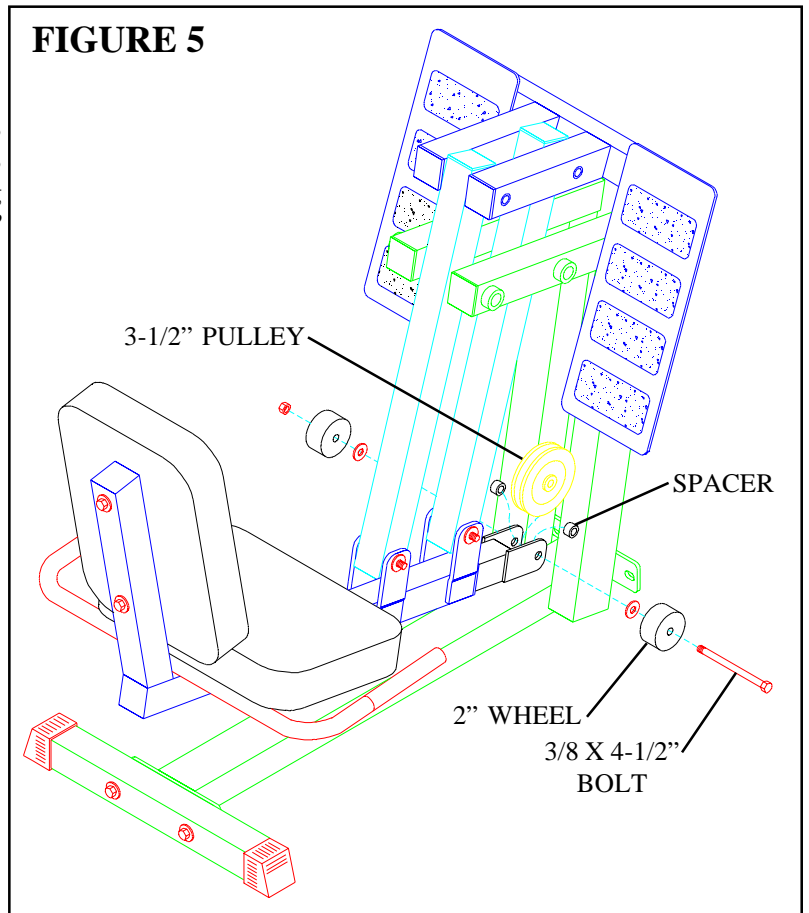 FIGURE 5
3-1/2” PULLEY
SPACER
2” WHEEL
3/8 X 4-1/2”
BOLT